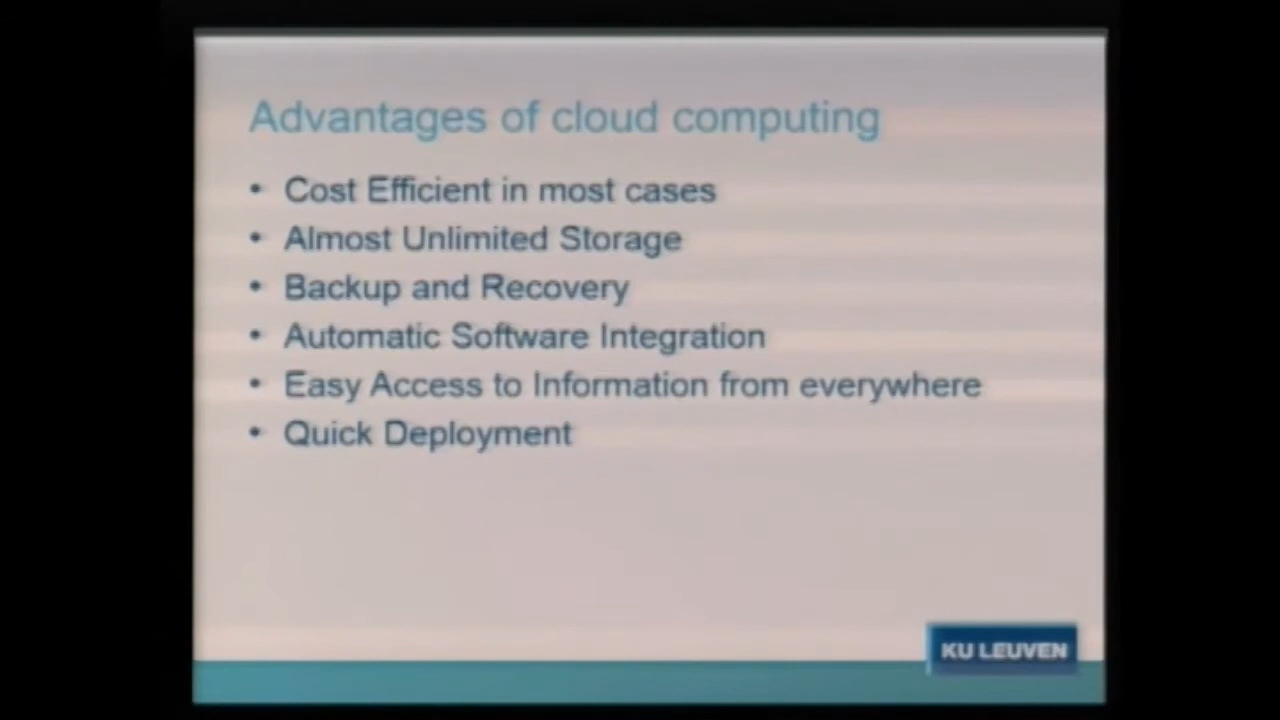 Advantages of cloud computing
• Cost Efficient in most cases
• Almost Unlimited Storage
• Backup and Recovery
• Automatic Software Integration
• Easy Access to Information from everywhere
• Quick Deployment
KU LEUVEN